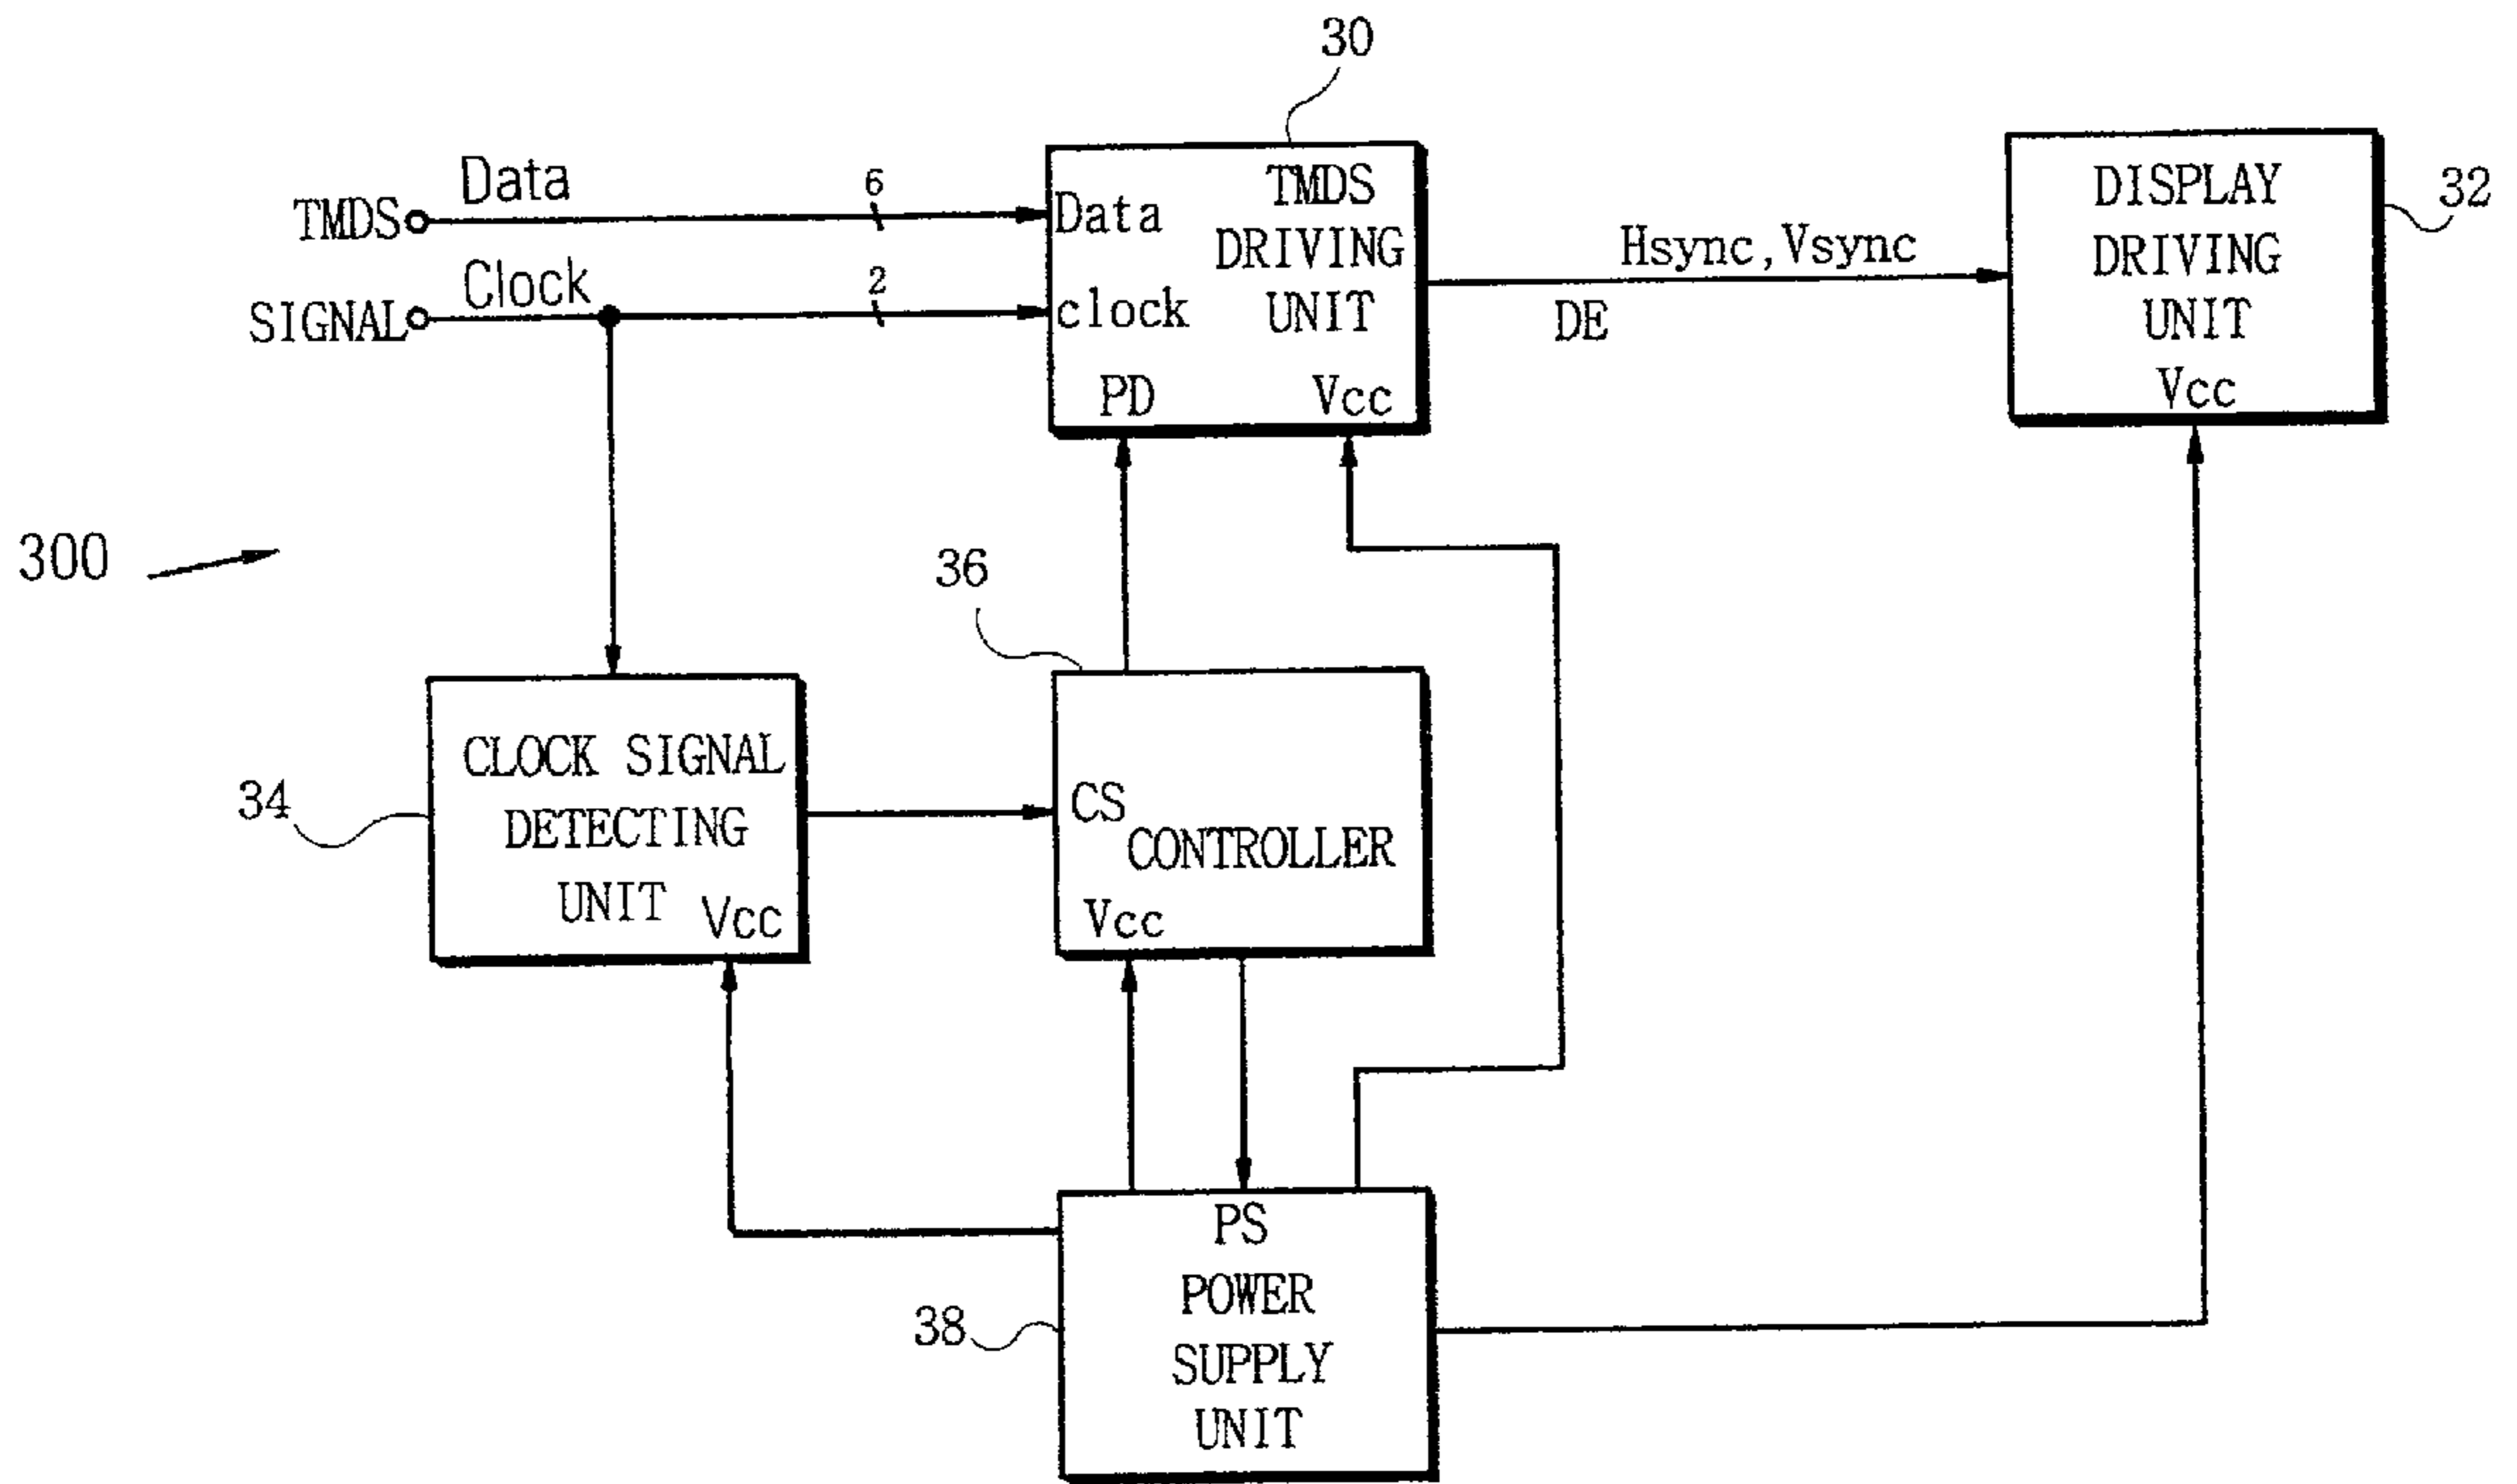 30
TMDS
Data
6
Data
TMDS
DRIVING
UNIT
SIGNAL
Clock
2
clock
PD
Vcc
Hsync,Vsync
DE
DISPLAY
DRIVING
UNIT
Vcc
32
300
36
34
CLOCK SIGNAL
DETECTING
UNIT
Vcc
CS
CONTROLLER
Vcc
38
PS
POWER
SUPPLY
UNIT